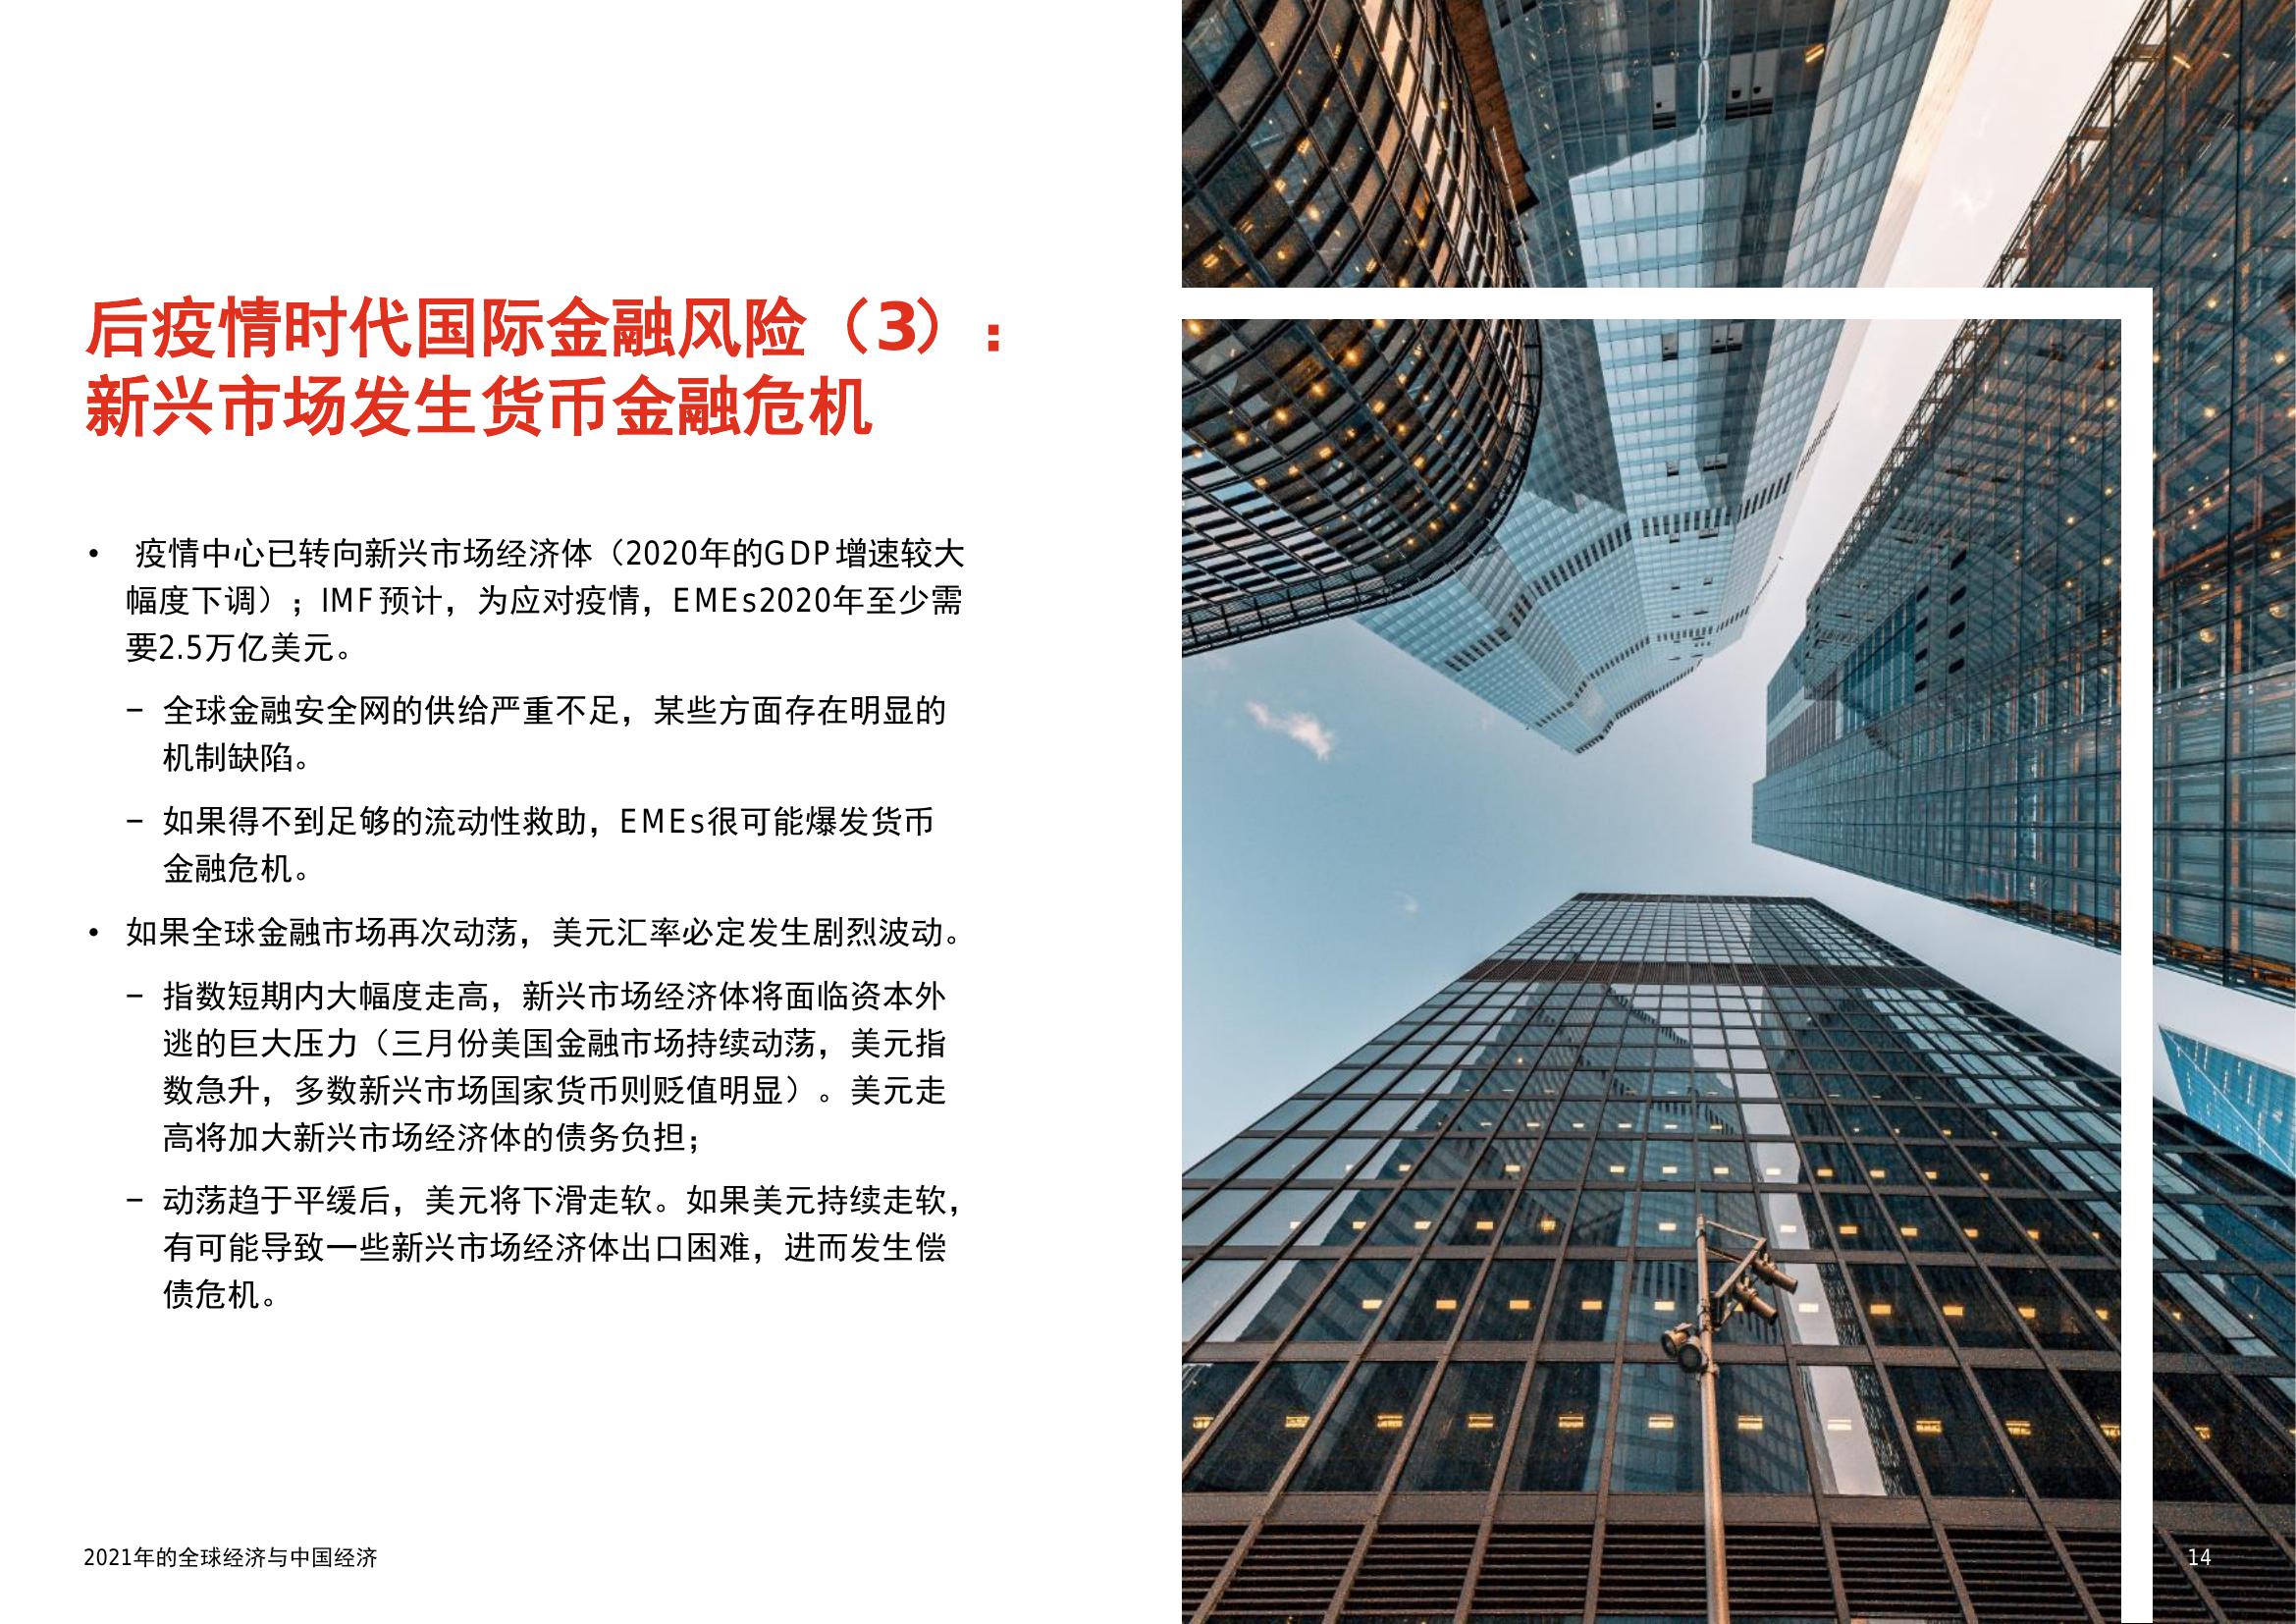 后疫情时代国际金融风险（3）：
新兴市场发生货币金融危机
• 疫情中心已转向新兴市场经济体（2020年的GDP增速较大
幅度下调）；IMF预计，为应对疫情，EMEs2020年至少需
要2.5万亿美元。
– 全球金融安全网的供给严重不足，某些方面存在明显的
机制缺陷。
– 如果得不到足够的流动性救助，EMEs很可能爆发货币
金融危机。
• 如果全球金融市场再次动荡，美元汇率必定发生剧烈波动。
– 指数短期内大幅度走高，新兴市场经济体将面临资本外
逃的巨大压力（三月份美国金融市场持续动荡，美元指
数急升，多数新兴市场国家货币则贬值明显）。美元走
高将加大新兴市场经济体的债务负担；
– 动荡趋于平缓后，美元将下滑走软。如果美元持续走软，
有可能导致一些新兴市场经济体出口困难，进而发生偿
债危机。
2021年的全球经济与中国经济
14